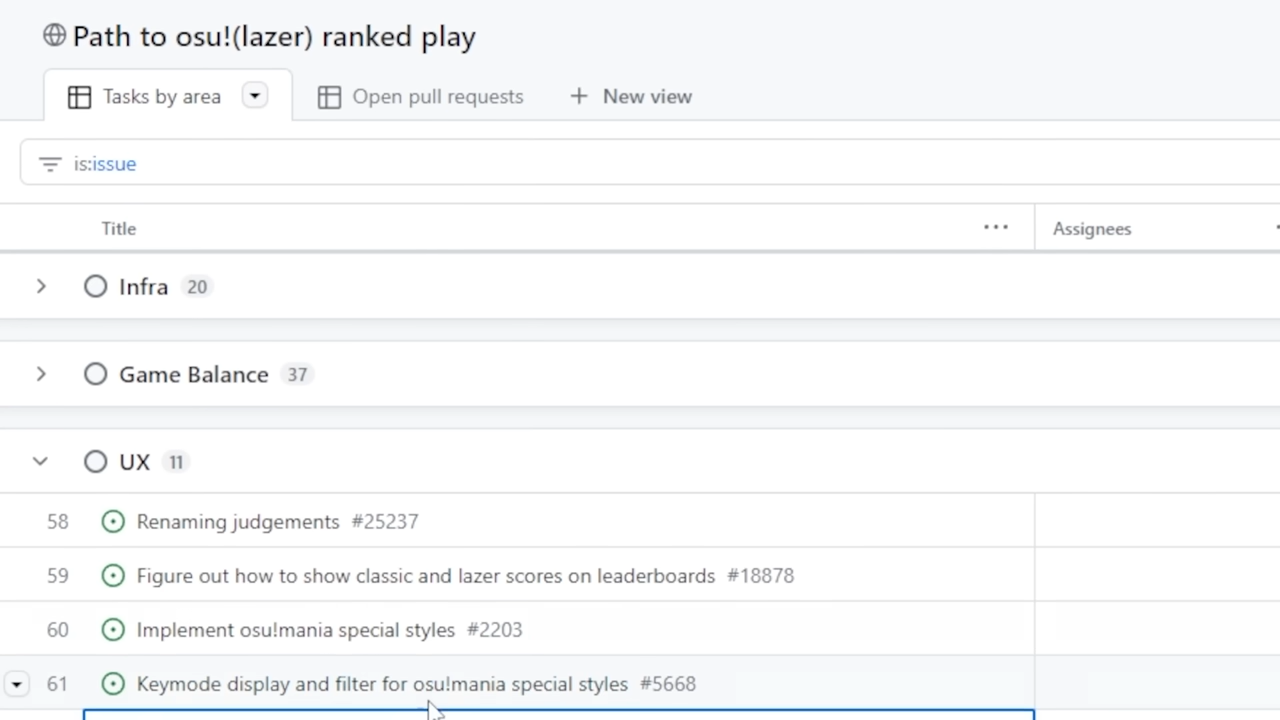 Path to osu!(lazer) ranked play
Tasks by area Open pull requests + New view
is:issue
Title ... Assignees
Infra 20
Game Balance 37
UX 11
58 Renaming judgements #25237
59 Figure out how to show classic and lazer scores on leaderboards #18878
60 Implement osu!mania special styles #2203
61 Keymode display and filter for osu!mania special styles #5668